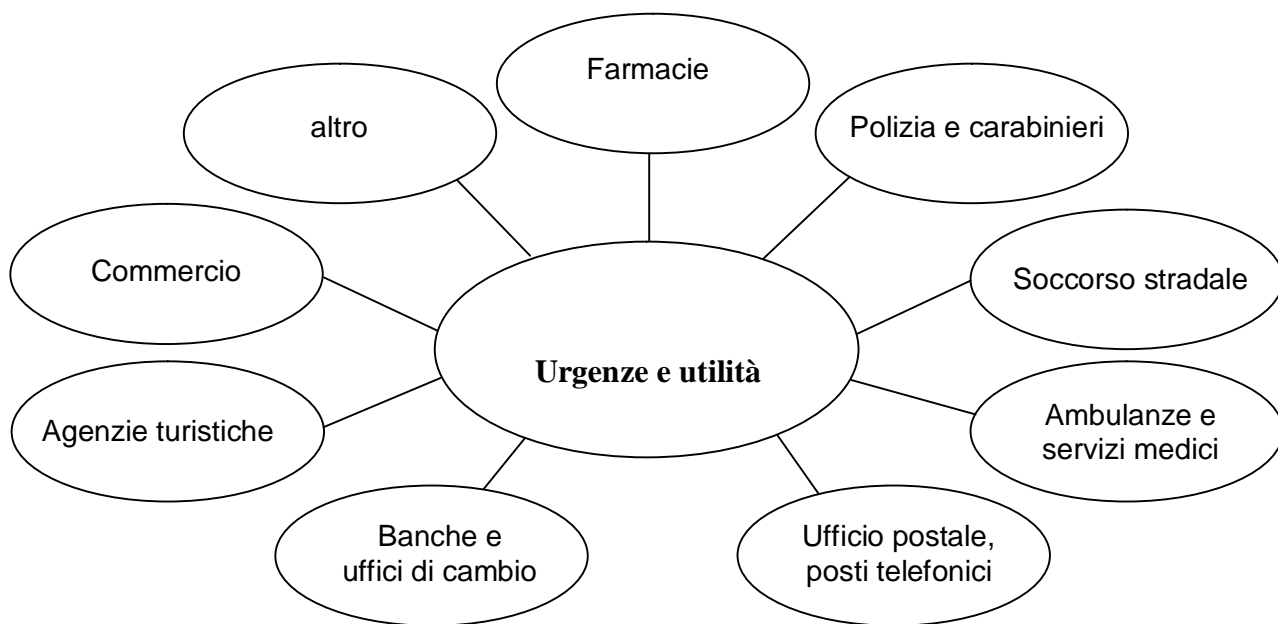 Farmacie
altro
Polizia e carabinieri
Commercio
Soccorso stradale
Urgenze e utilità
Agenzie turistiche
Ambulanze e
servizi medici
Banche e
uffici di cambio
Ufficio postale,
posti telefonici